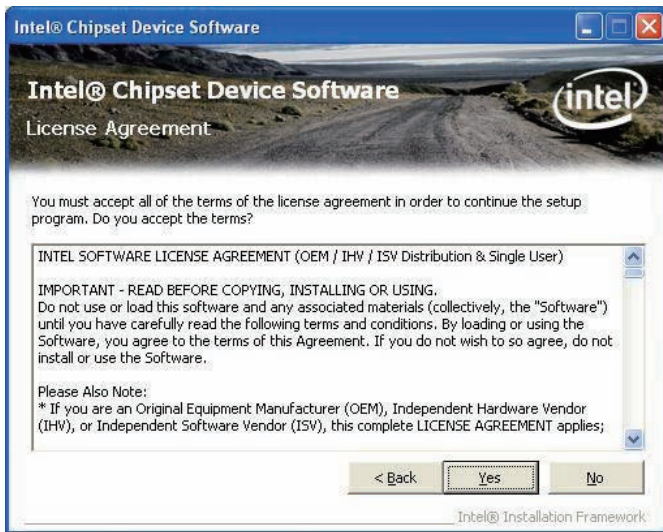 Intel® Chipset Device Software
Intel® Chipset Device Software
intel
License Agreement
You must accept all of the terms of the license agreement in order to continue the setup
program. Do you accept the terms?
INTEL SOFTWARE LICENSE AGREEMENT (OEM / IHV / ISV Distribution & Single User)
IMPORTANT - READ BEFORE COPYING, INSTALLING OR USING.
Do not use or load this software and any associated materials (collectively, the "Software")
until you have carefully read the following terms and conditions. By loading or using the
Software, you agree to the terms of this Agreement. If you do not wish to so agree, do not
install or use the Software.
Please Also Note:
* If you are an Original Equipment Manufacturer (OEM), Independent Hardware Vendor
(IHV), or Independent Software Vendor (ISV), this complete LICENSE AGREEMENT applies;
< Back Yes No
Intel® Installation Framework